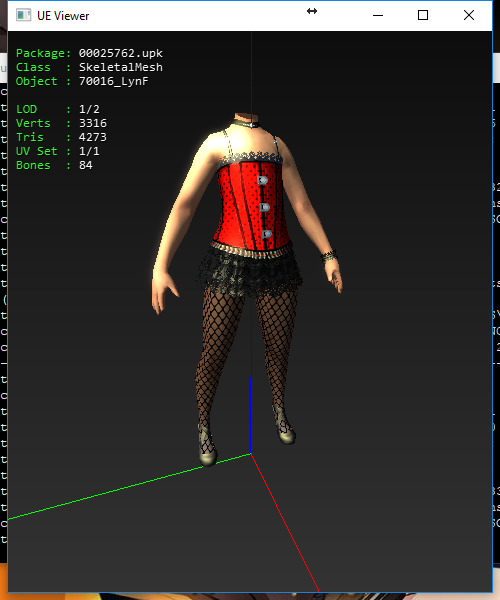 UE Viewer
Package: 00025762.upk
Class : SkeletalMesh
Object : 70016_LynF
LOD : 1/2
Verts : 3316
Tris : 4273
UV Set : 1/1
Bones : 84